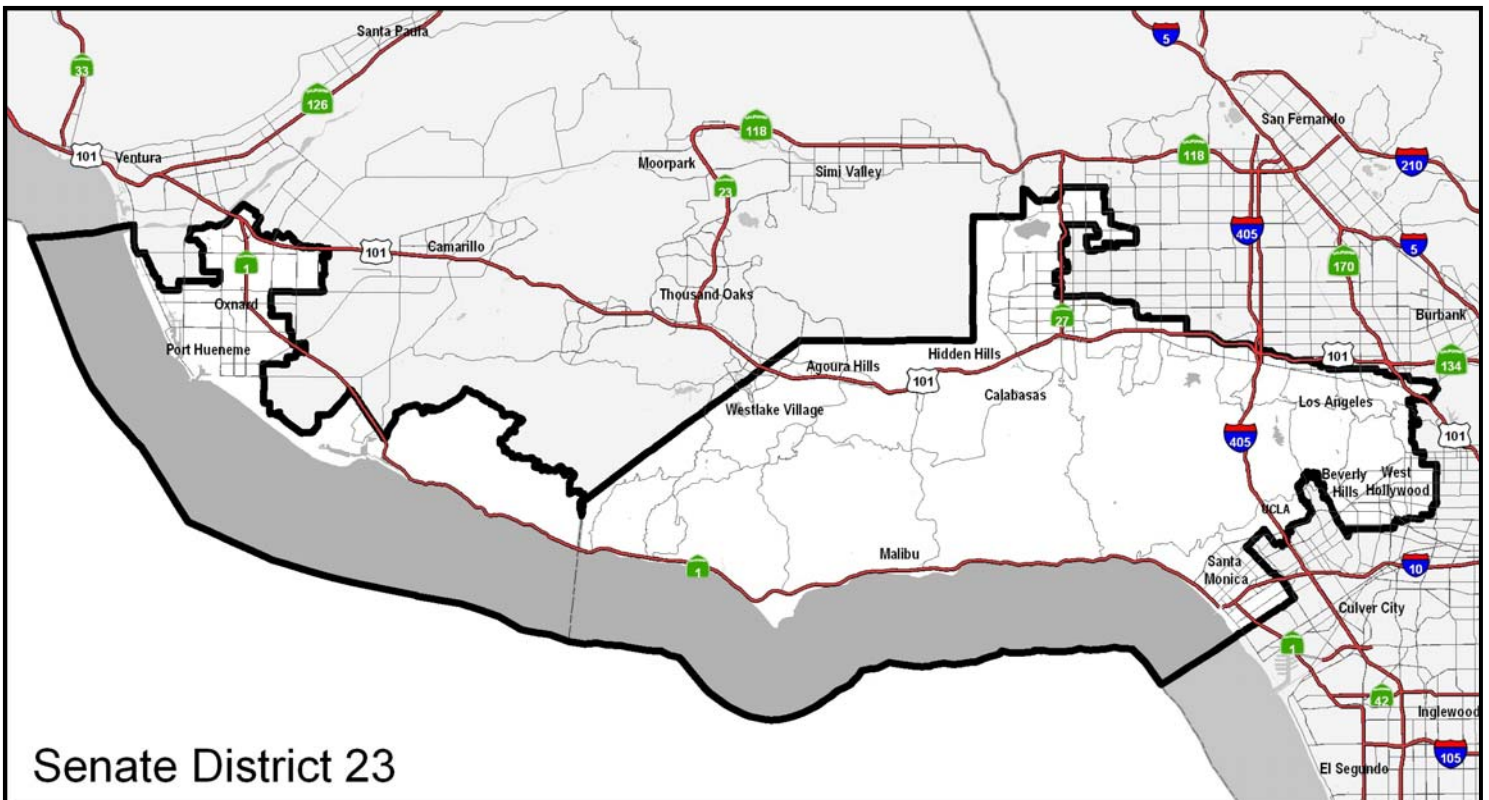 Santa Paula
5
33
126
San Fernando
101
Ventura
118
118
210
Moorpark
Simi Valley
23
405
5
101
Camarillo
170
1
Thousand Oaks
Oxnard
27
Burbank
Port Hueneme
Hidden Hills
101
134
Agoura Hills
101
Calabasas
Westlake Village
Los Angeles
405
101
Beverly
Hills
West
Hollywood
UCLA
Malibu
1
Santa
Monica
10
Culver City
1
42
Inglewood
Senate District 23
El Segundo
105